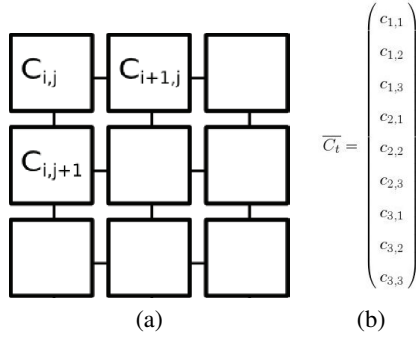 C_{i,j} C_{i+1,j}
C_{i,j+1}
(a)
\overline{C_t} =
c_{1,1}
c_{1,2}
c_{1,3}
c_{2,1}
c_{2,2}
c_{2,3}
c_{3,1}
c_{3,2}
c_{3,3}
(b)